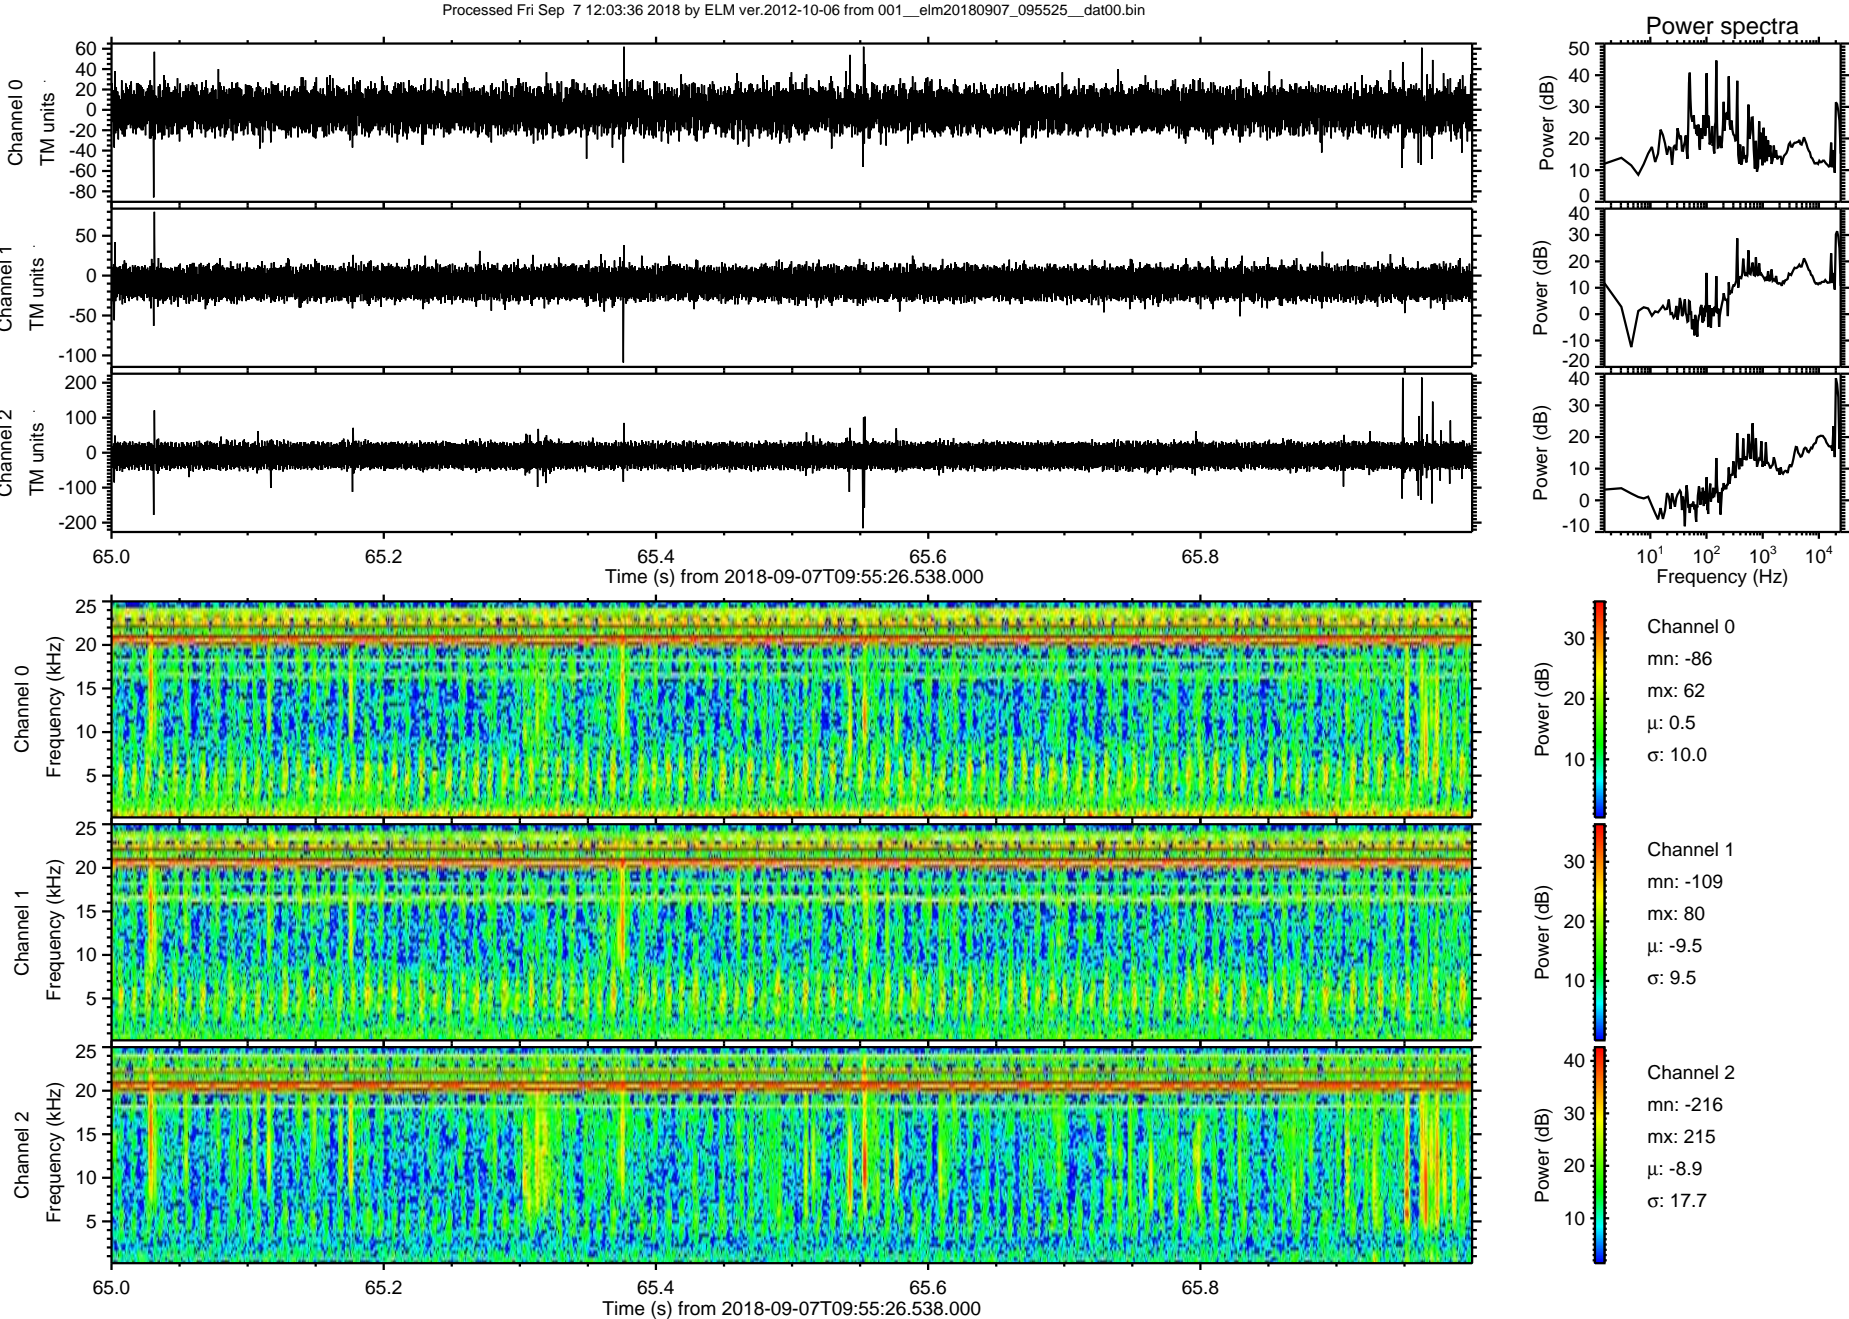 Processed Fri Sep  7 12:03:36 2018 by ELM ver.2012-10-06 from 001__elm20180907_095525__dat00.bin
Power spectra
Channel 0
TM units
60
40
20
0
-20
-40
-60
-80
Power (dB)
50
40
30
20
10
0
Channel 1
TM units
50
0
-50
-100
Power (dB)
40
30
20
10
0
-10
-20
Channel 2
TM units
200
100
0
-100
-200
Power (dB)
40
30
20
10
0
-10
65.0 65.2 65.4 65.6 65.8
Time (s) from 2018-09-07T09:55:26.538.000
10¹ 10² 10³ 10⁴
Frequency (Hz)
Channel 0
Frequency (kHz)
25
20
15
10
5
Power (dB)
30
20
10
Channel 0
mn: -86
mx: 62
μ: 0.5
σ: 10.0
Channel 1
Frequency (kHz)
25
20
15
10
5
Power (dB)
30
20
10
Channel 1
mn: -109
mx: 80
μ: -9.5
σ: 9.5
Channel 2
Frequency (kHz)
25
20
15
10
5
Power (dB)
40
30
20
10
Channel 2
mn: -216
mx: 215
μ: -8.9
σ: 17.7
65.0 65.2 65.4 65.6 65.8
Time (s) from 2018-09-07T09:55:26.538.000